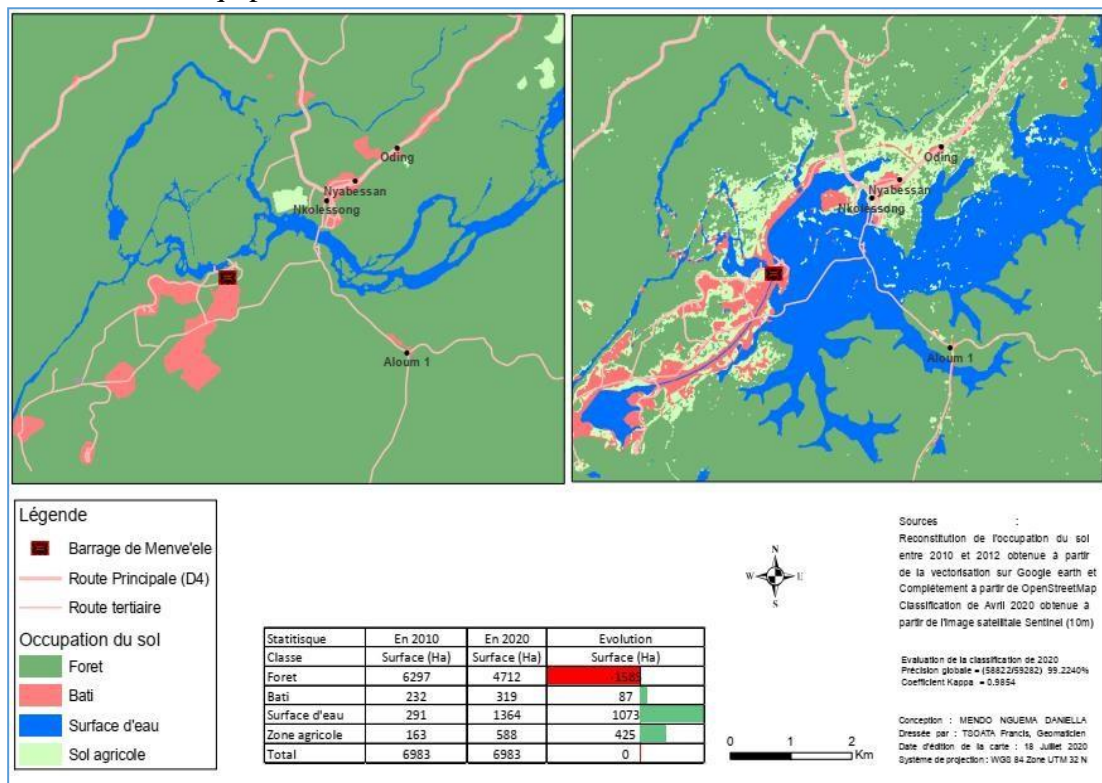 Oding
Nyabessan
Nkolessong
Aloum 1
Oding
Nyabessan
Nkolessong
Aloum 1
Légende
Barrage de Menve'ele
Route Principale (D4)
Route tertiaire
Occupation du sol
Foret
Bati
Surface d'eau
Sol agricole
Statitisque En 2010 En 2020 Evolution
Classe Surface (Ha) Surface (Ha) Surface (Ha)
Foret 6297 4712 -1585
Bati 232 319 87
Surface d'eau 291 1364 1073
Zone agricole 163 588 425
Total 6983 6983 0
N
W E
S
0 1 2
Km
Sources :
Reconstitution de l'occupation du sol
entre 2010 et 2012 obtenue à partir
de la vectorisation sur Google earth et
Complètement à partir de OpenStreetMap
Classification de Avril 2020 obtenue à
partir de l'image satellitale Sentinel (10m)
Evaluation de la classification de 2020
Précision globale = (58822/59282) 99.2240%
Coefficient Kappa = 0.9854
Conception : MENDO NGUEMA DANIELLA
Dressée par : TSOATA Francis, Geomaticien
Date d'édition de la carte : 18 Juillet 2020
Système de projection : WGS 84 Zone UTM 32 N